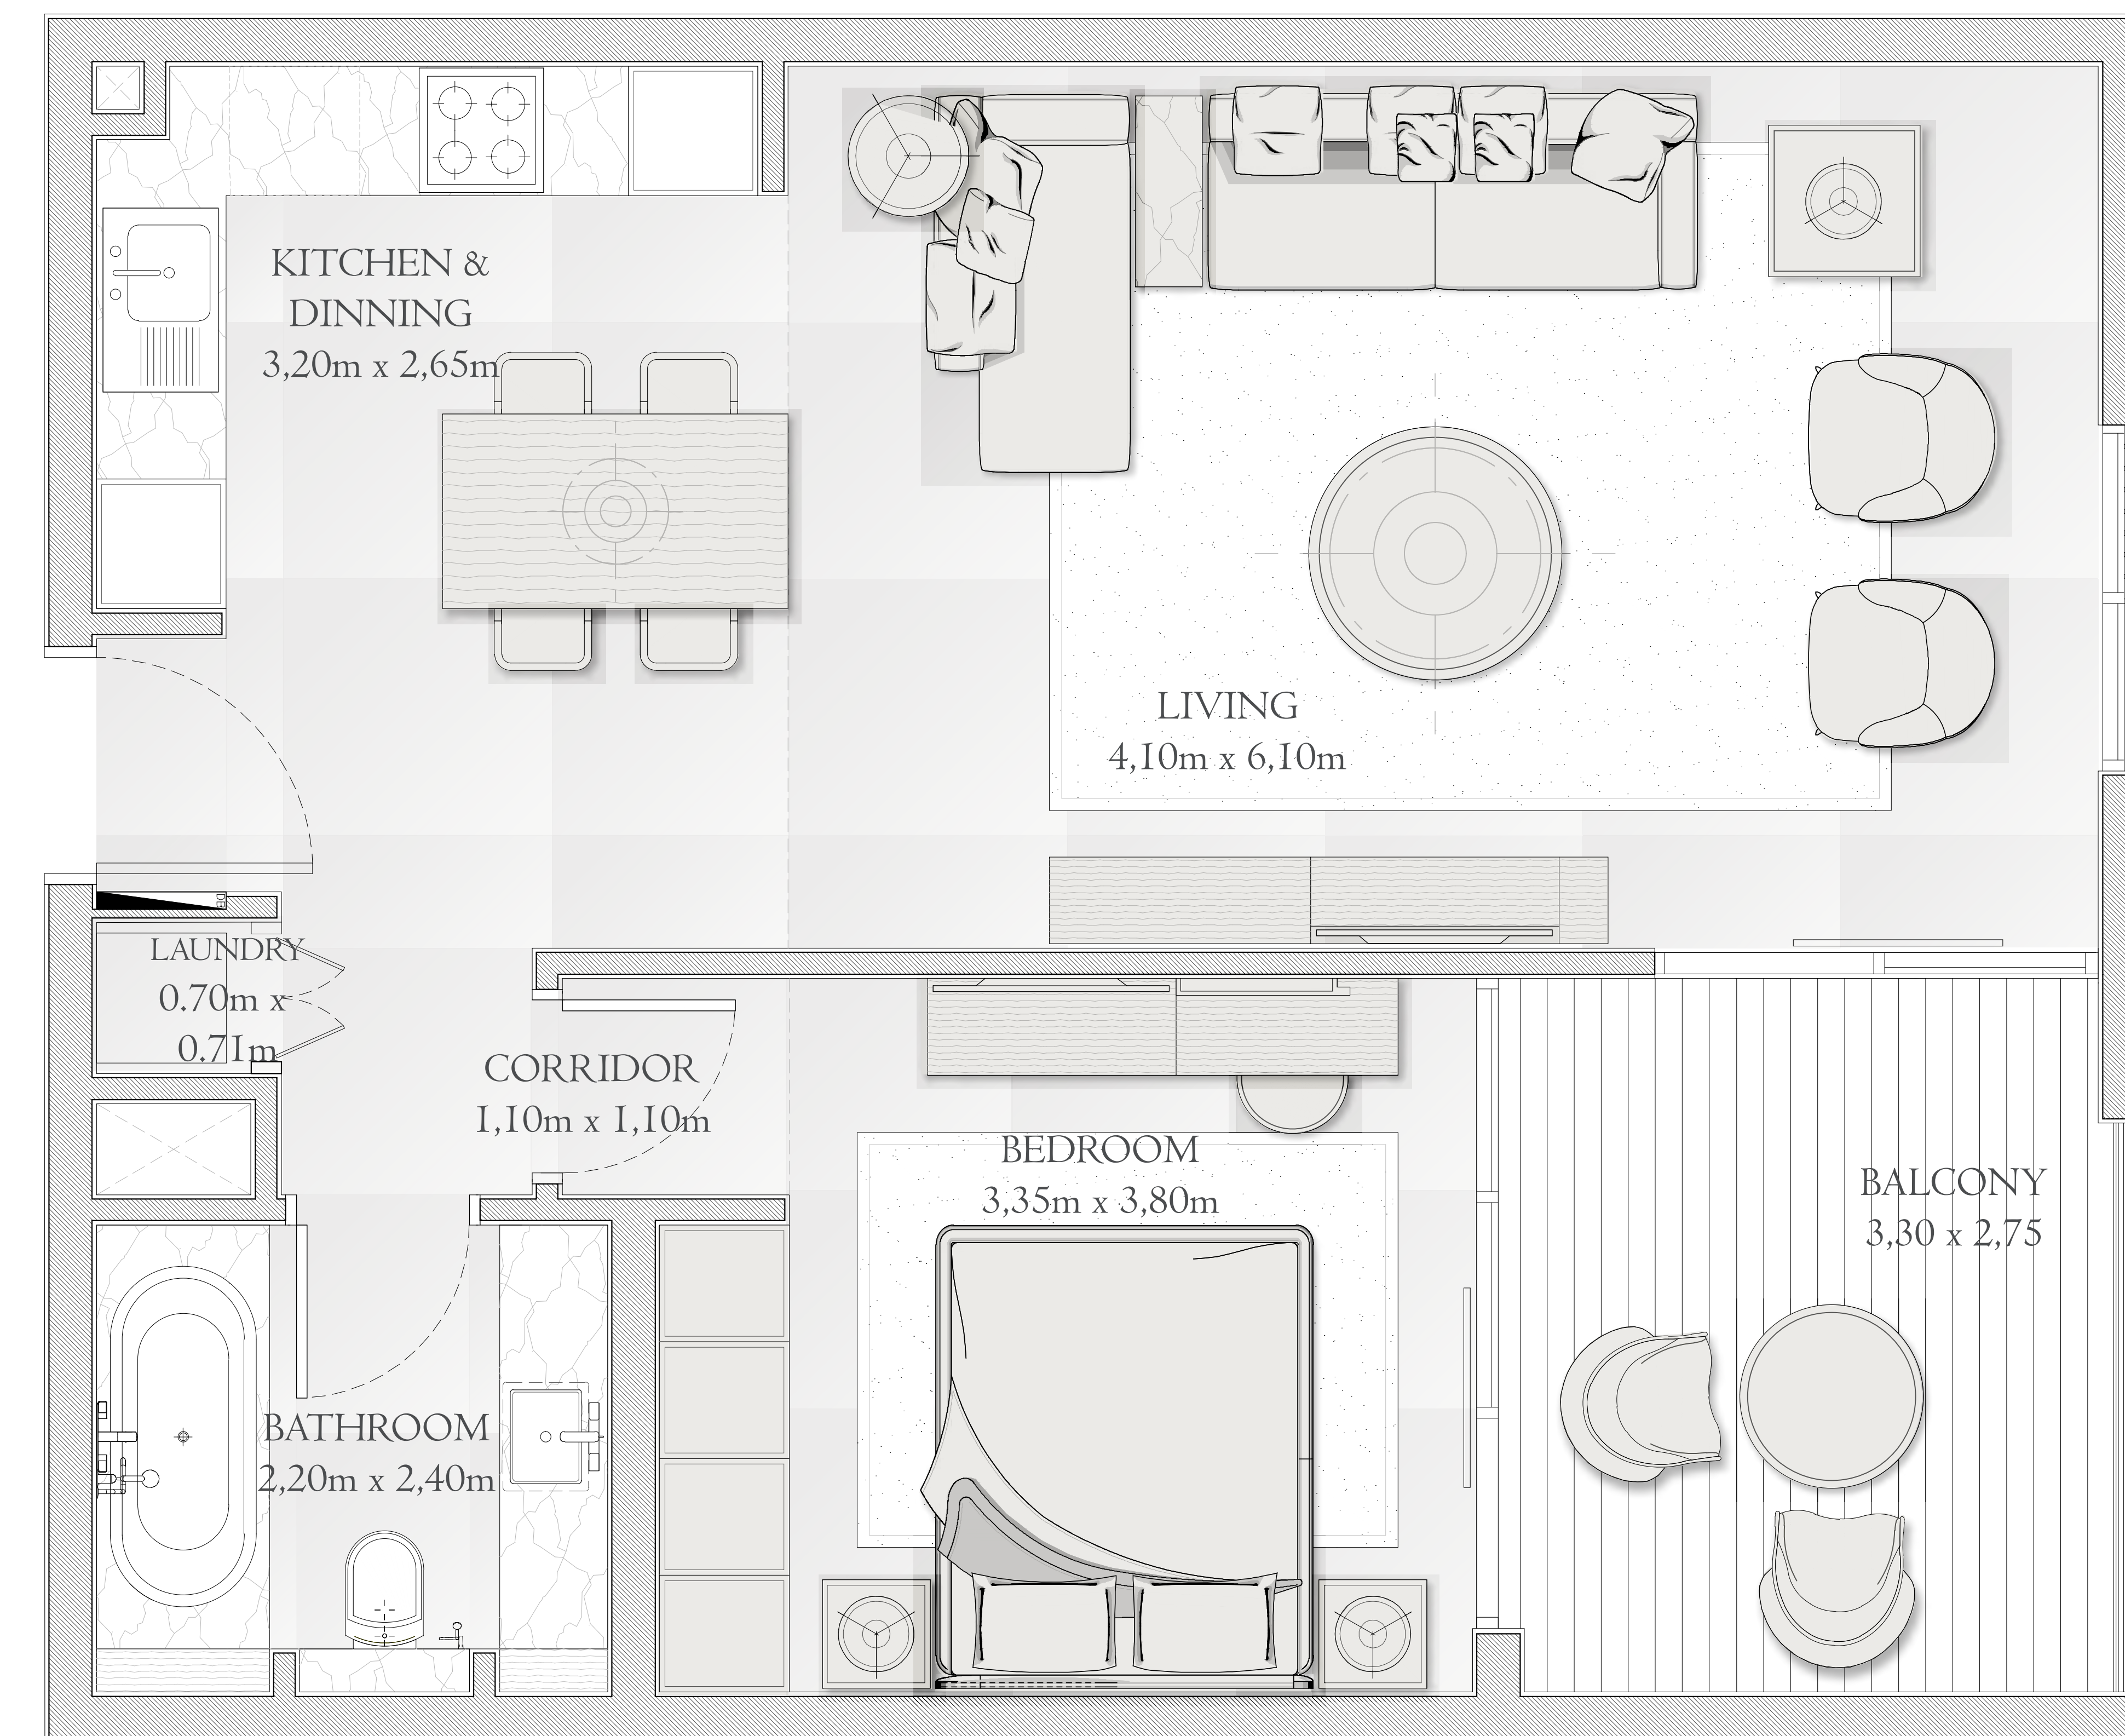 KITCHEN &
DINNING
3,20m x 2,65m
LIVING
4,10m x 6,10m
LAUNDRY
0.70m x
0.71m
CORRIDOR
1,10m x 1,10m
BEDROOM
3,35m x 3,80m
BALCONY
3,30 x 2,75
BATHROOM
2,20m x 2,40m